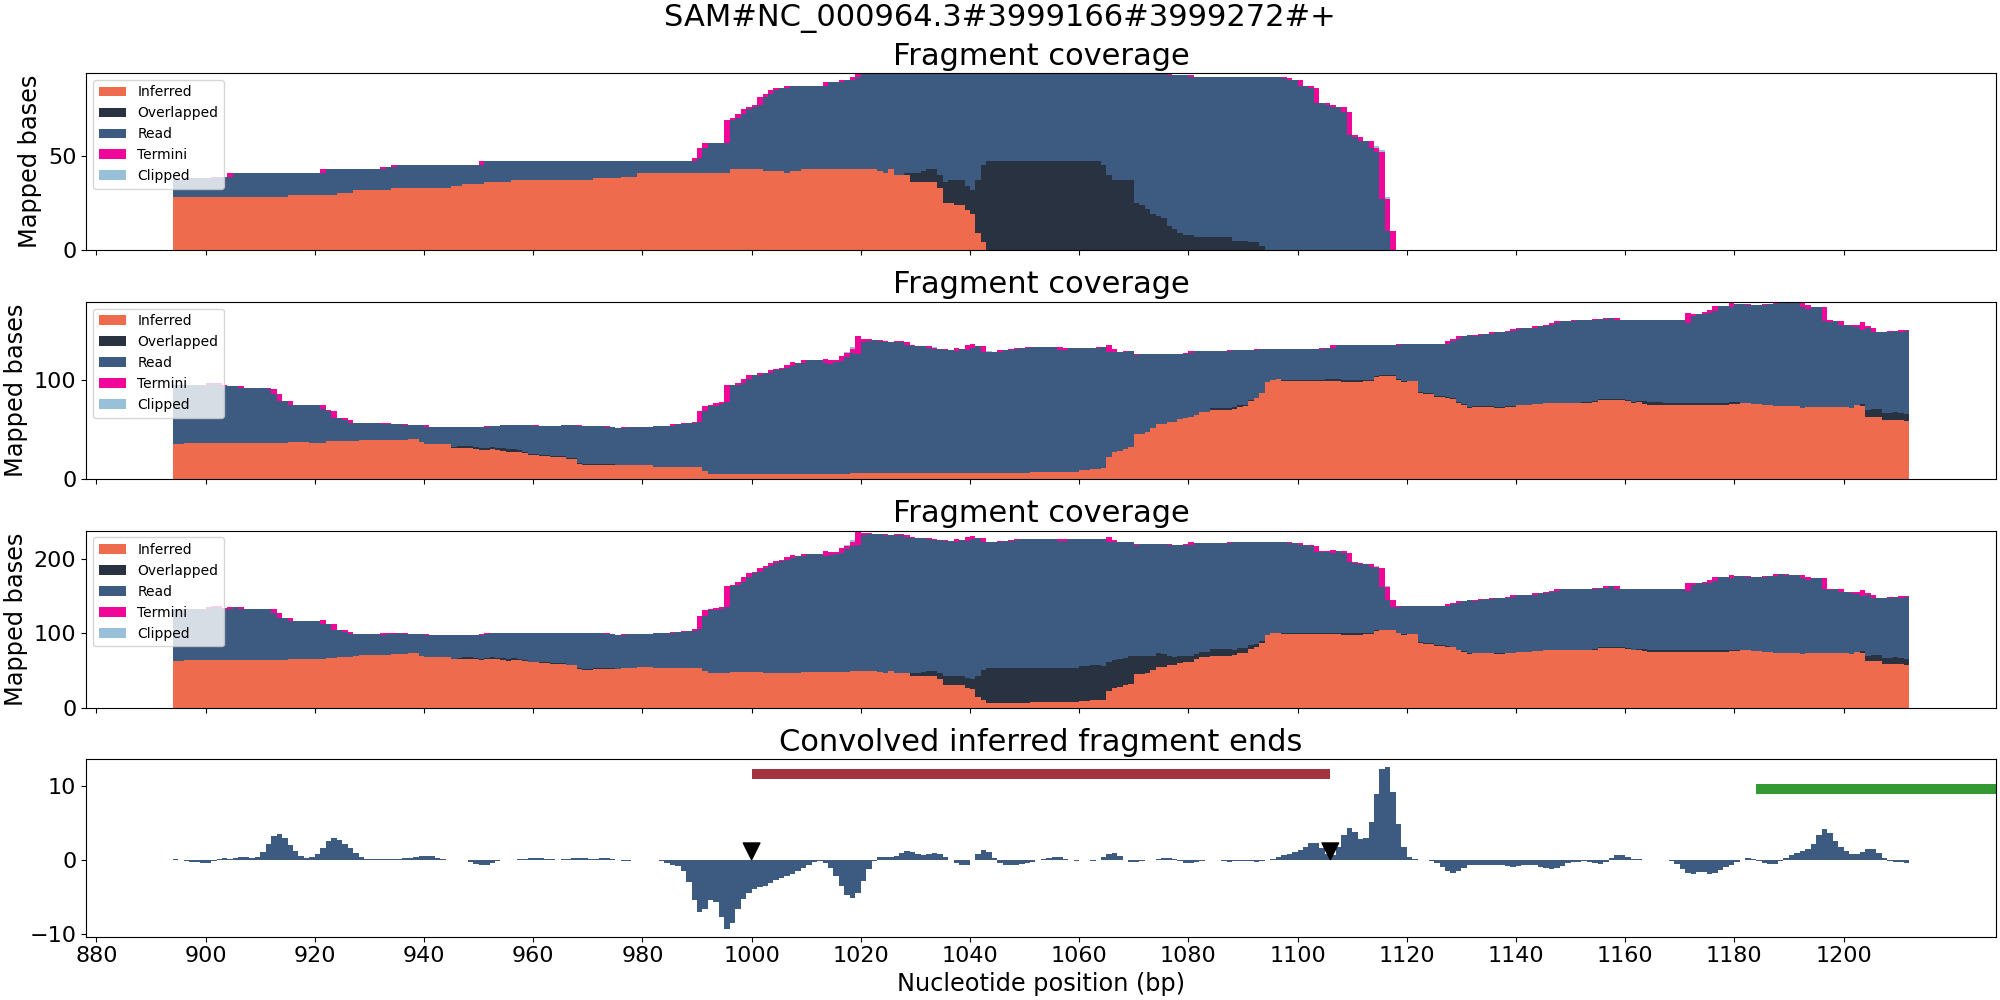 SAM#NC_000964.3#3999166#3999272#+
Fragment coverage
Mapped bases
50
0
Inferred
Overlapped
Read
Termini
Clipped
Fragment coverage
Mapped bases
100
0
Inferred
Overlapped
Read
Termini
Clipped
Fragment coverage
Mapped bases
200
100
0
Inferred
Overlapped
Read
Termini
Clipped
Convolved inferred fragment ends
10
0
−10
880 900 920 940 960 980 1000 1020 1040 1060 1080 1100 1120 1140 1160 1180 1200
Nucleotide position (bp)